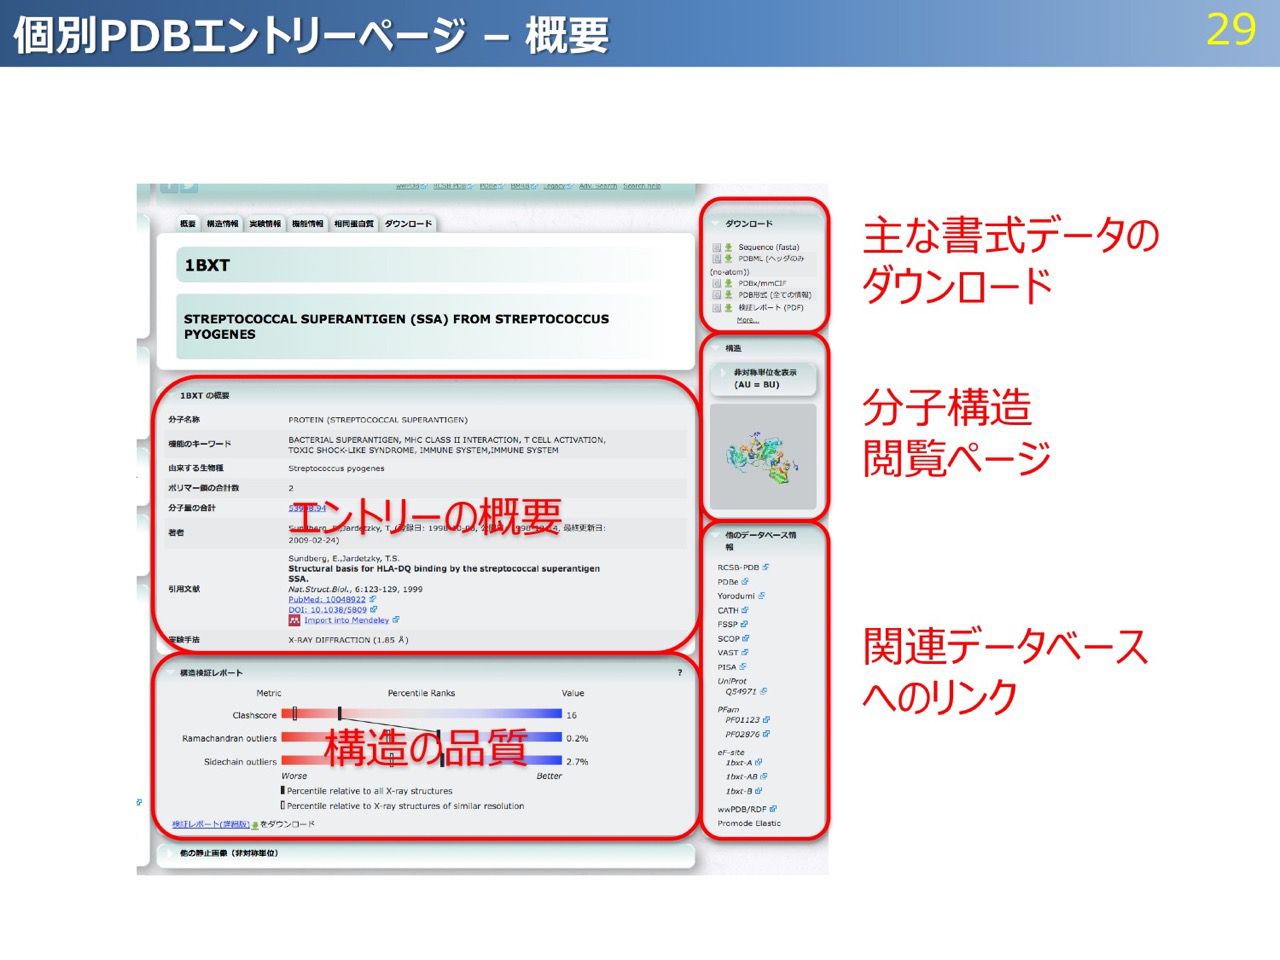 個別PDBエントリーページ – 概要
29
wwPDB RCSB PDB PDBe BMRB Legacy Adv. Search Search help
概要 構造情報 実験情報 機能情報 相同蛋白質 ダウンロード
1BXT
STREPTOCOCCAL SUPERANTIGEN (SSA) FROM STREPTOCOCCUS
PYOGENES
1BXT の概要
分子名称 PROTEIN (STREPTOCOCCAL SUPERANTIGEN)
機能のキーワード BACTERIAL SUPERANTIGEN, MHC CLASS II INTERACTION, T CELL ACTIVATION,
TOXIC SHOCK-LIKE SYNDROME, IMMUNE SYSTEM,IMMUNE SYSTEM
由来する生物種 Streptococcus pyogenes
ポリマー鎖の合計数 2
分子量の合計
エントリーの概要
著者 Sundberg, E.,Jardetzky, T. 最終更新日:
2009-02-24)
Sundberg, E.,Jardetzky, T.S.
Structural basis for HLA-DQ binding by the streptococcal superantigen
SSA.
引用文献 Nat.Struct.Biol., 6:123-129, 1999
PubMed: 10048922
DOI: 10.1038/5809
Import into Mendeley
実験手法 X-RAY DIFFRACTION (1.85 Å)
構造検証レポート ?
Metric Percentile Ranks Value
Clashscore 16
Ramachandran outliers 0.2%
構造の品質
Sidechain outliers 2.7%
Worse Better
Percentile relative to all X-ray structures
Percentile relative to X-ray structures of similar resolution
検証レポート(詳細版)をダウンロード
他の静止画像（非対称単位）
ダウンロード
Sequence (fasta)
PDBML (ヘッダのみ
(no-atom))
PDBx/mmCIF
PDB形式 (全ての情報)
検証レポート (PDF)
More...
構造
非対称単位を表示
(AU = BU)
他のデータベース情
報
RCSB-PDB
PDBe
Yorodumi
CATH
FSSP
SCOP
VAST
PISA
UniProt
Q54971
PFam
PF01123
PF02876
eF-site
1bxt-A
1bxt-AB
1bxt-B
wwPDB/RDF
Promode Elastic
主な書式データの
ダウンロード
分子構造
閲覧ページ
関連データベース
へのリンク